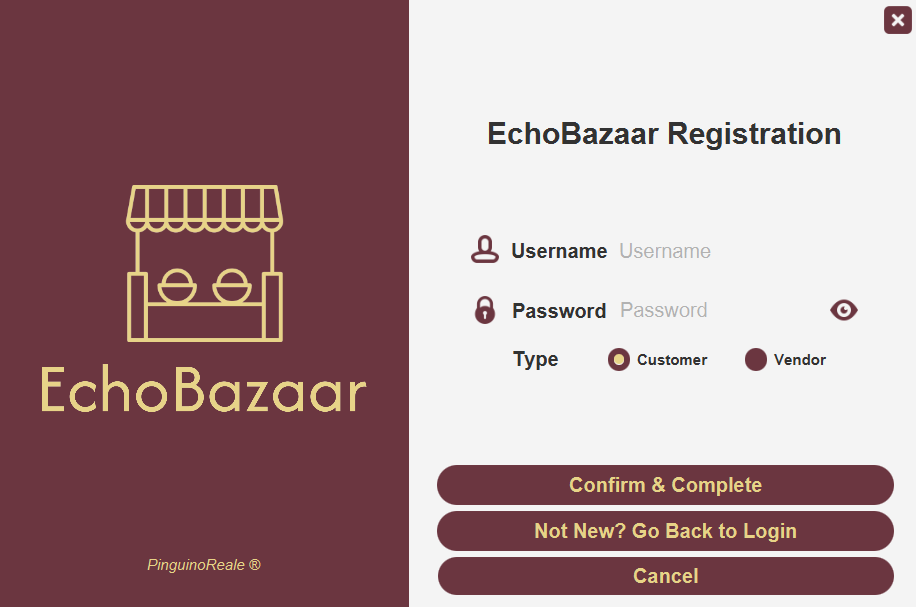 EchoBazaar
PinguinoReale ®
EchoBazaar Registration
Username Username
Password Password
Type Customer Vendor
Confirm & Complete
Not New? Go Back to Login
Cancel